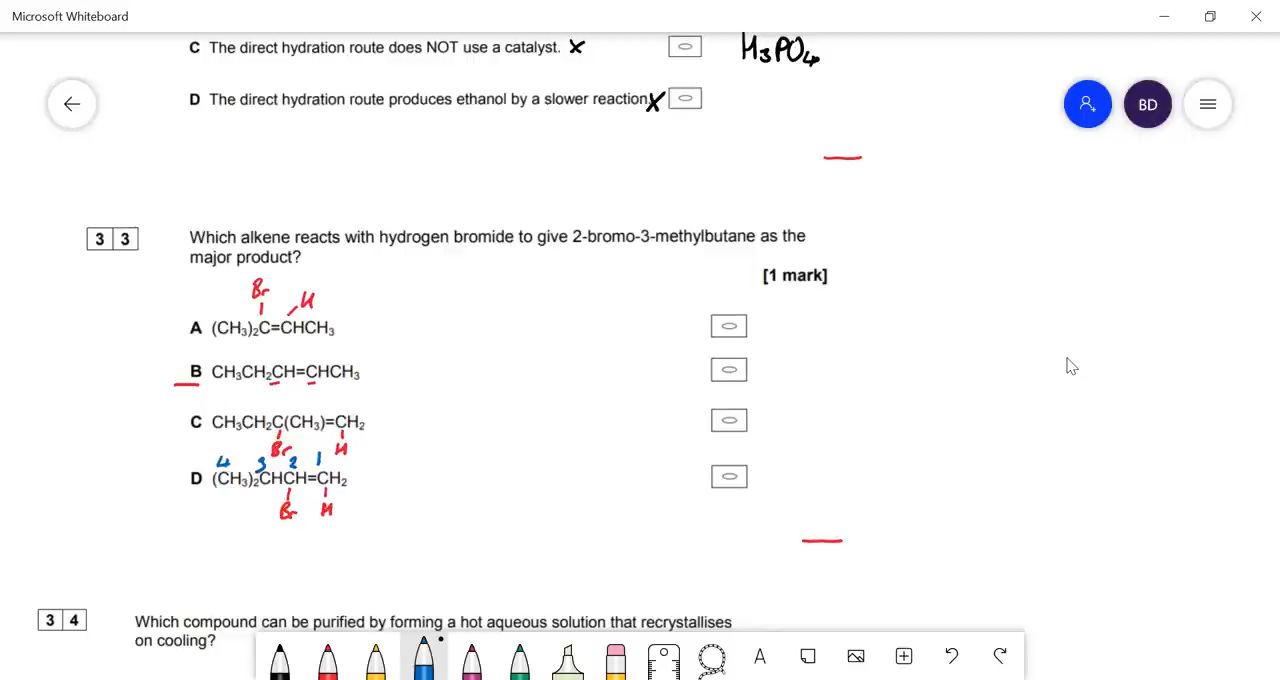 Microsoft Whiteboard
C The direct hydration route does NOT use a catalyst. ✗
H₃PO₄
D The direct hydration route produces ethanol by a slower reaction ✗
BD
3 3
Which alkene reacts with hydrogen bromide to give 2-bromo-3-methylbutane as the
major product?
[1 mark]
Br H
A (CH₃)₂C=CHCH₃
B CH₃CH₂CH=CHCH₃
C CH₃CH₂C(CH₃)=CH₂
Br H
4 3 2 1
D (CH₃)₂CHCH=CH₂
Br H
3 4
Which compound can be purified by forming a hot aqueous solution that recrystallises
on cooling?
A